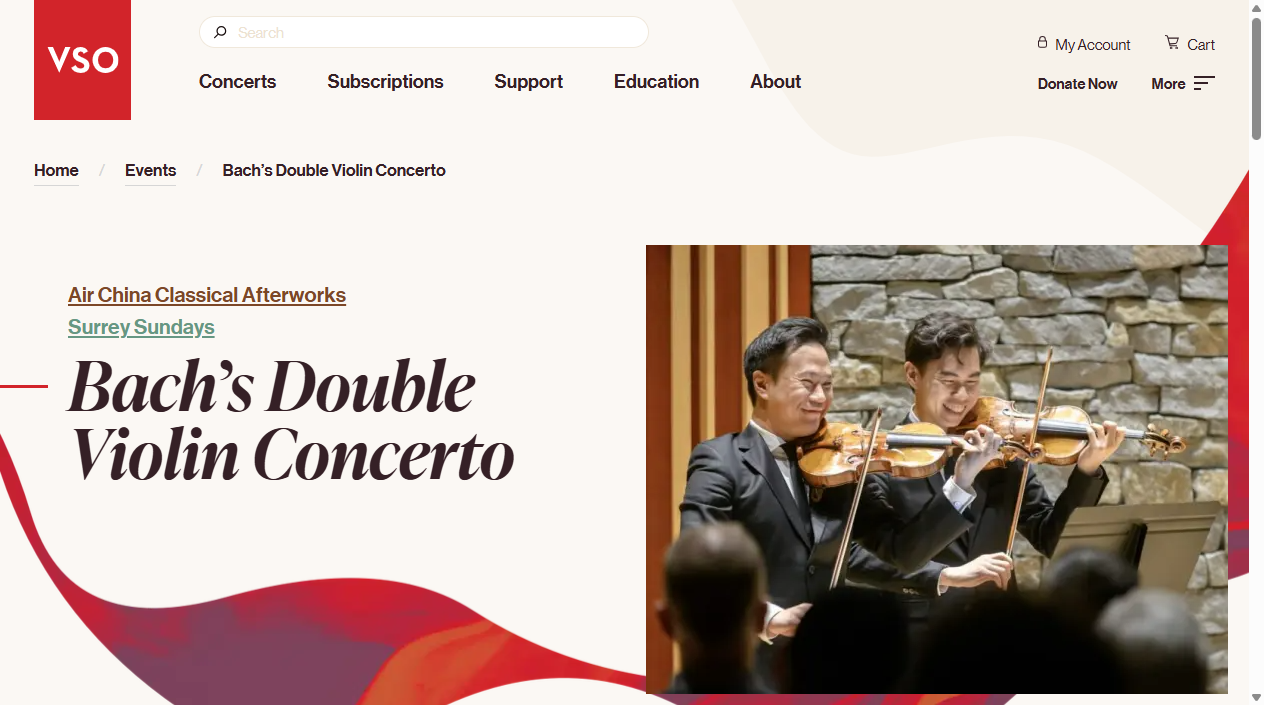 VSO
Search
Concerts
Subscriptions
Support
Education
About
My Account
Cart
Donate Now
More
Home / Events / Bach’s Double Violin Concerto
Air China Classical Afterworks
Surrey Sundays
Bach’s Double
Violin Concerto